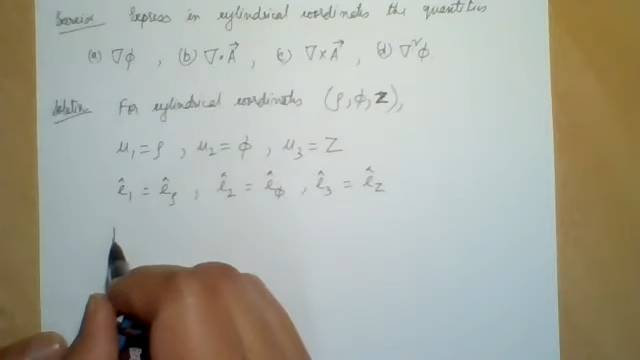 Exercise Express in cylindrical coordinates the quantities
(a) ∇ϕ , (b) ∇•A⃗ , (c) ∇×A⃗ , (d) ∇²ϕ
Solution For cylindrical coordinates (ρ, ϕ, z),
u₁ = ρ , u₂ = ϕ , u₃ = Z
ê₁ = ê_ρ , ê₂ = ê_ϕ , ê₃ = ê_Z